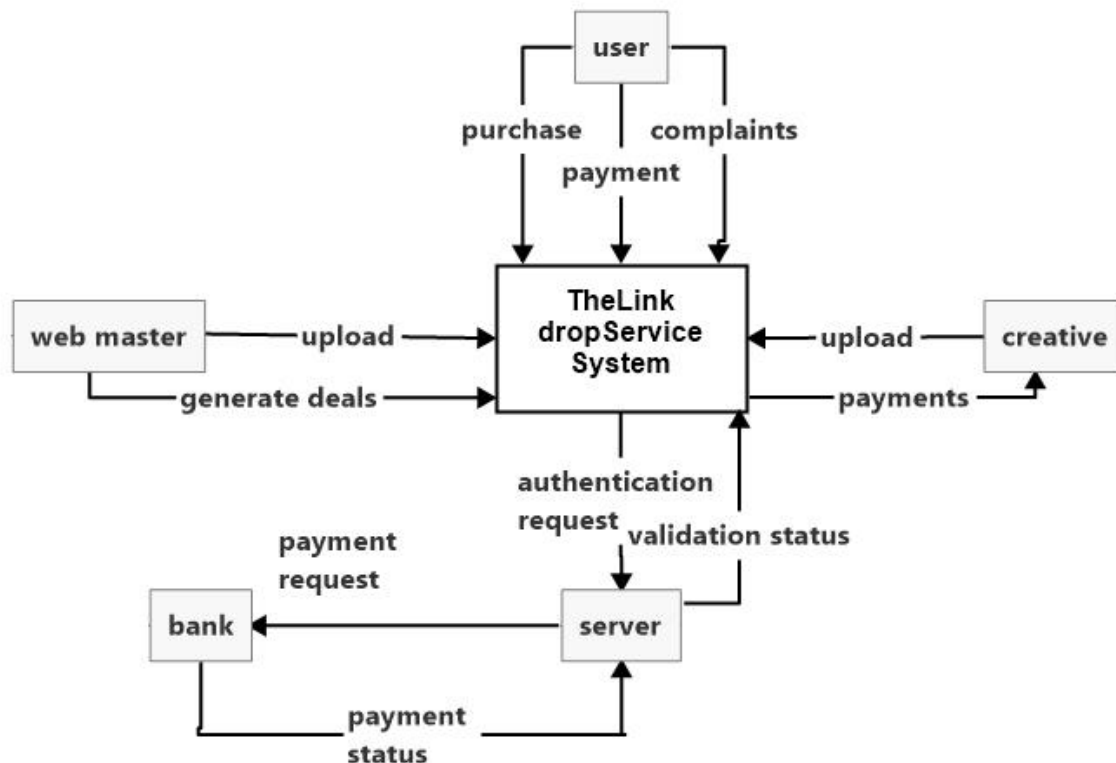 user
purchase
complaints
payment
TheLink
dropService
System
web master
upload
upload
creative
generate deals
payments
authentication
request
validation status
payment
request
bank
server
payment
status